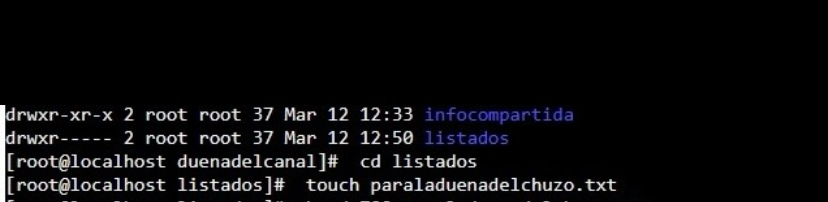 drwxr-xr-x 2 root root 37 Mar 12 12:33 infocompartida
drwxr----- 2 root root 37 Mar 12 12:50 listados
[root@localhost duenadelcanal]#  cd listados
[root@localhost listados]#  touch paraladuenadelchuzo.txt